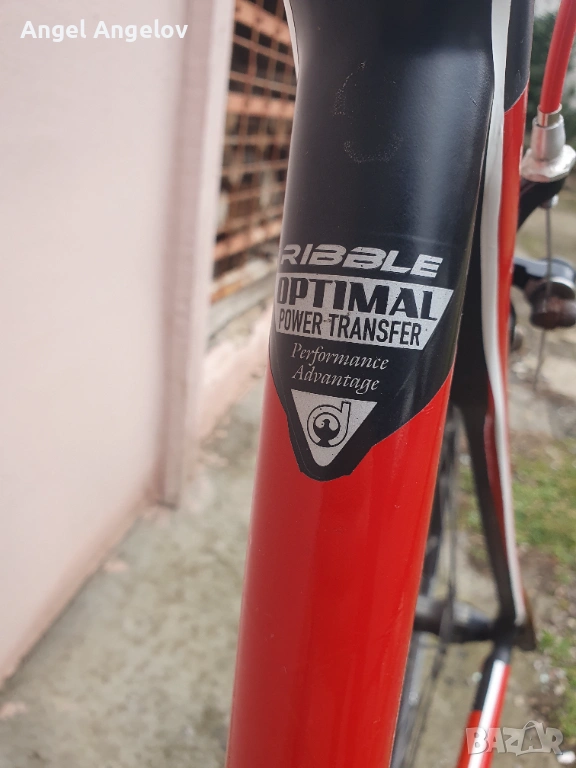 Angel Angelov
RIBBLE
OPTIMAL
POWER TRANSFER
Performance
Advantage
d
BAZAR